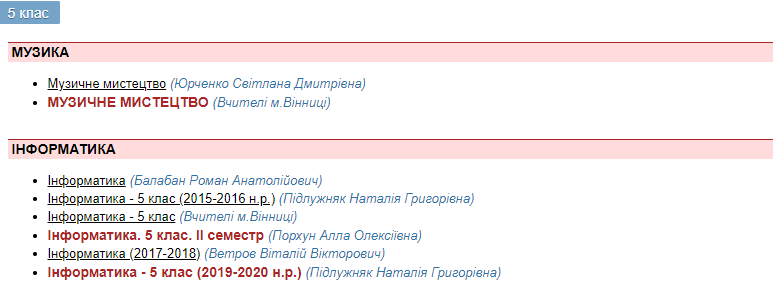 5 клас
МУЗИКА
Музичне мистецтво (Юрченко Світлана Дмитрівна)
МУЗИЧНЕ МИСТЕЦТВО (Вчителі м.Вінниці)
ІНФОРМАТИКА
Інформатика (Балабан Роман Анатолійович)
Інформатика - 5 клас (2015-2016 н.р.) (Підлужняк Наталія Григорівна)
Інформатика - 5 клас (Вчителі м.Вінниці)
Інформатика. 5 клас. ІІ семестр (Порхун Алла Олексіївна)
Інформатика (2017-2018) (Ветров Віталій Вікторович)
Інформатика - 5 клас (2019-2020 н.р.) (Підлужняк Наталія Григорівна)